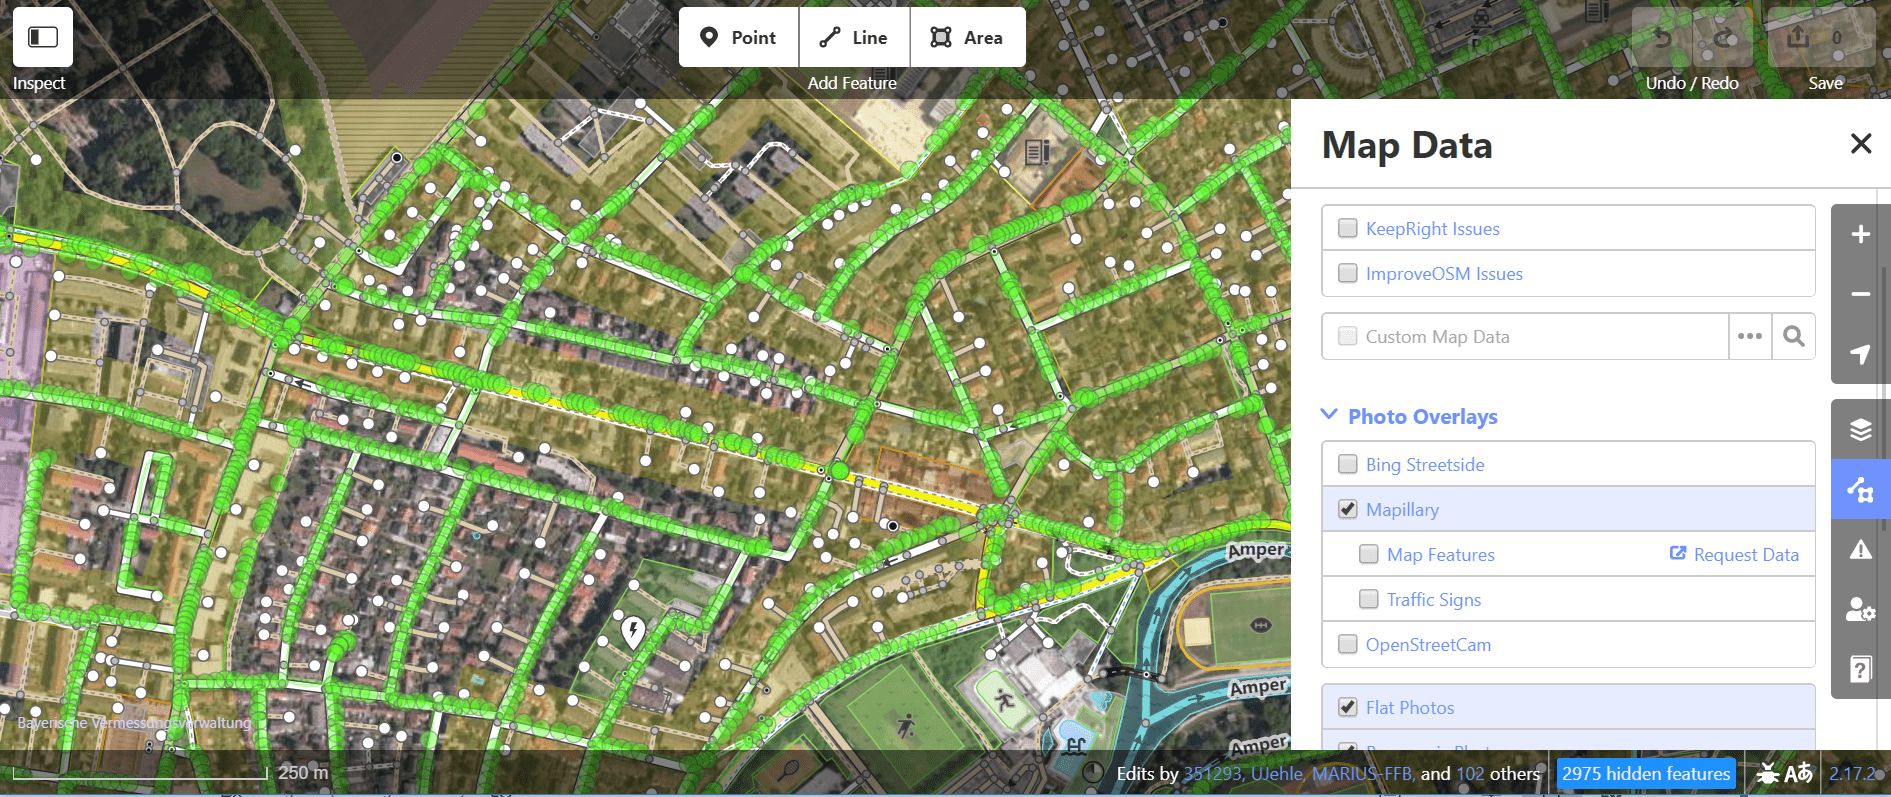 Point
Line
Area
Inspect
Add Feature
Undo / Redo
0
Save
Map Data
KeepRight Issues
ImproveOSM Issues
Custom Map Data
Photo Overlays
Bing Streetside
Mapillary
Map Features
Request Data
Traffic Signs
OpenStreetCam
Flat Photos
Amper
Amper
Amper
Bayerische Vermessungsverwaltung
250 m
Edits by 351293, UJehle, MARIUS-FFB, and 102 others
2975 hidden features
2.17.2